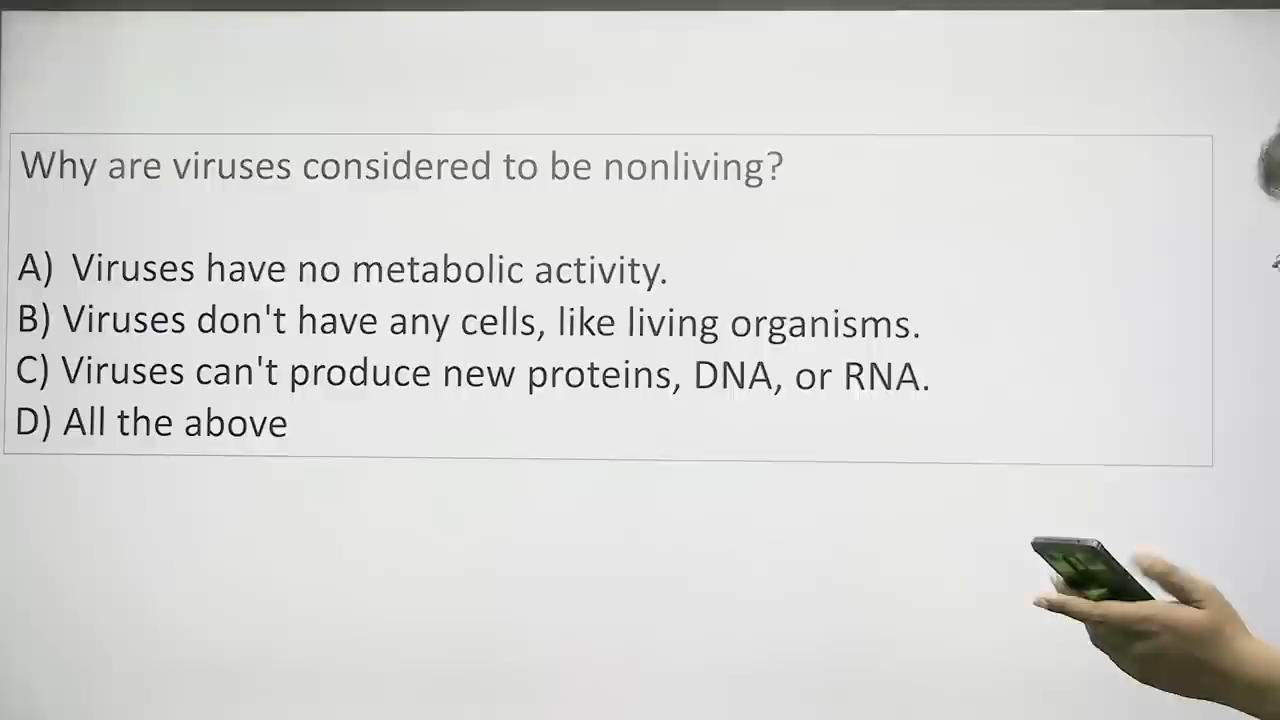 Why are viruses considered to be nonliving?
A) Viruses have no metabolic activity.
B) Viruses don't have any cells, like living organisms.
C) Viruses can't produce new proteins, DNA, or RNA.
D) All the above